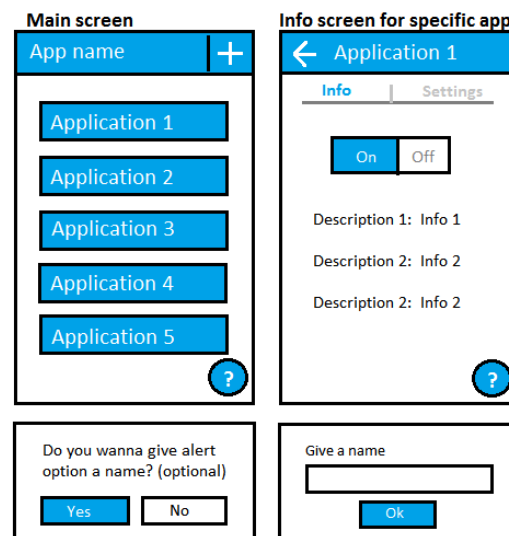 Main screen
App name +
Application 1
Application 2
Application 3
Application 4
Application 5
?
Info screen for specific app
Application 1
Info | Settings
On Off
Description 1: Info 1
Description 2: Info 2
Description 2: Info 2
?
Do you wanna give alert
option a name? (optional)
Yes No
Give a name
Ok